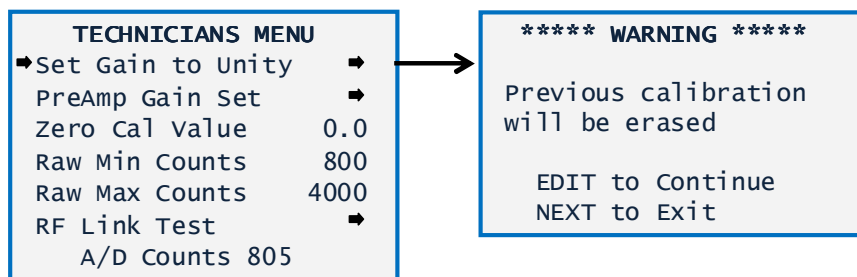 TECHNICIANS MENU
Set Gain to Unity
PreAmp Gain Set
Zero Cal Value 0.0
Raw Min Counts 800
Raw Max Counts 4000
RF Link Test
A/D Counts 805
***** WARNING *****
Previous calibration
will be erased
EDIT to Continue
NEXT to Exit